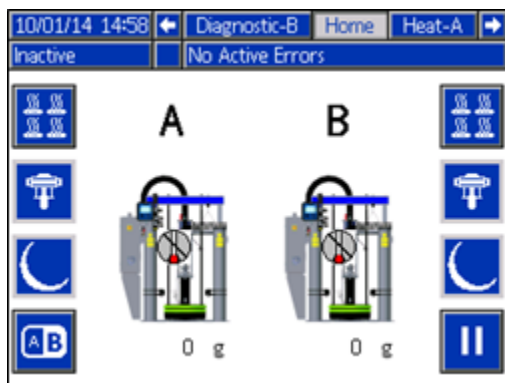 10/01/14 14:58 Diagnostic-B Home Heat-A
Inactive No Active Errors
A B
A B
0 g 0 g